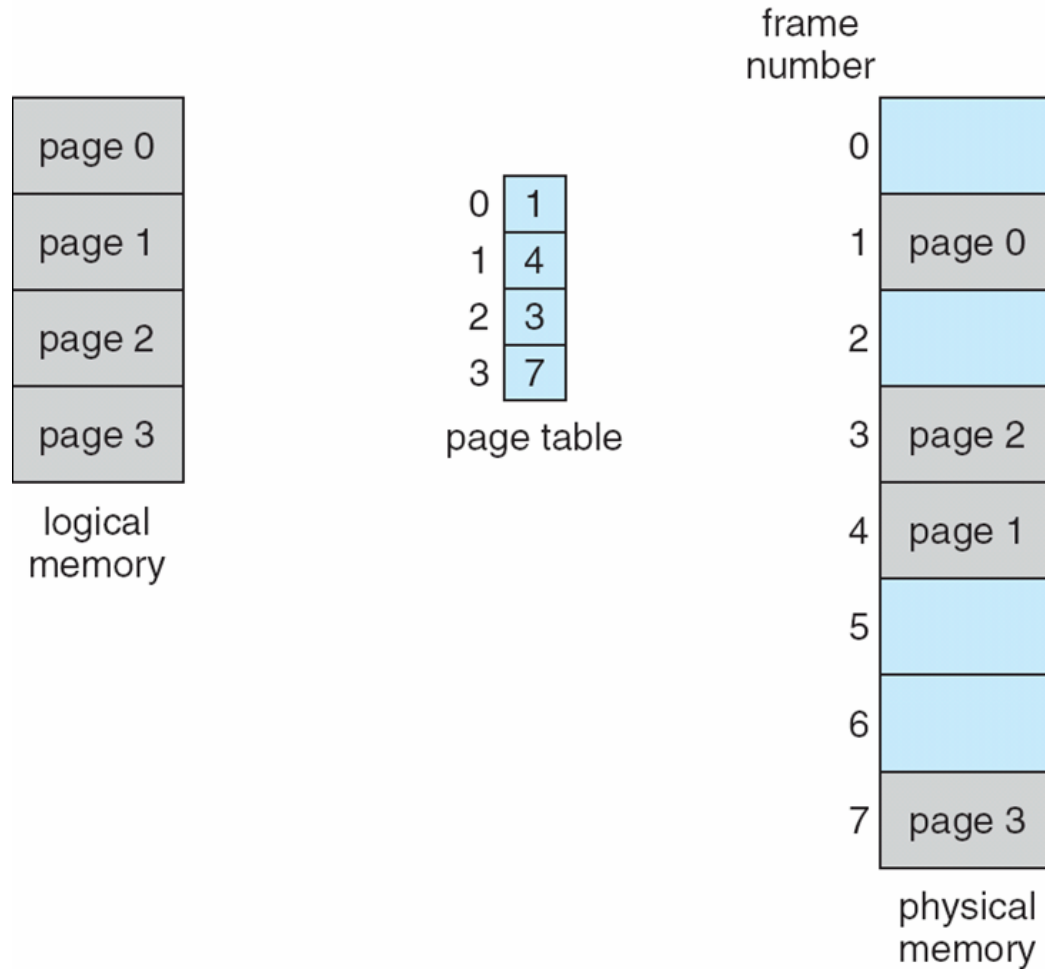 page 0
page 1
page 2
page 3
logical
memory
0 1
1 4
2 3
3 7
page table
frame
number
0
1 page 0
2
3 page 2
4 page 1
5
6
7 page 3
physical
memory